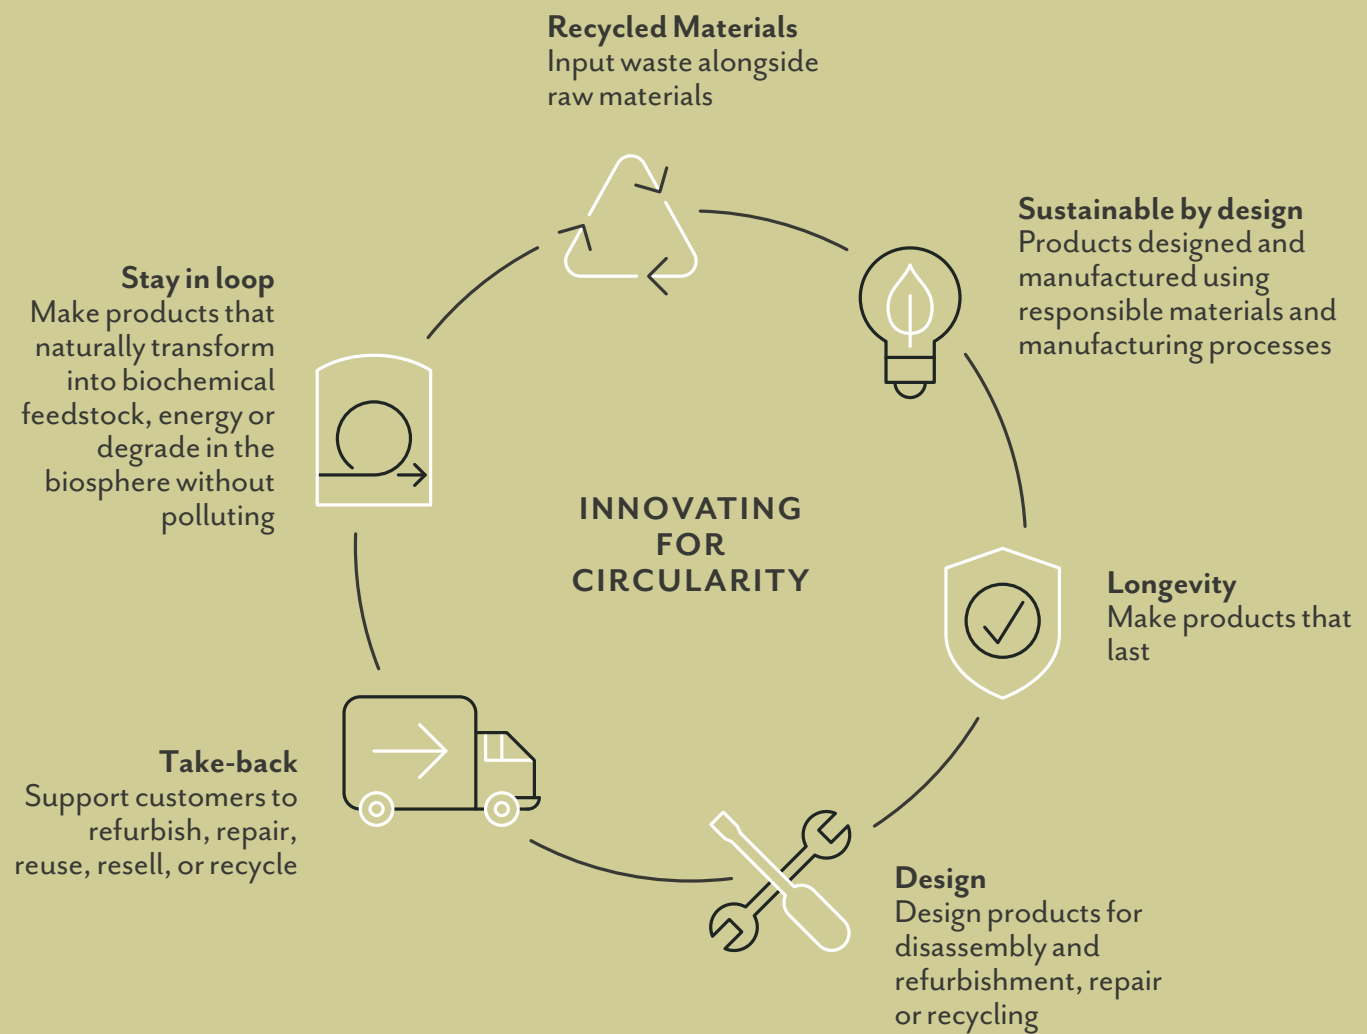 Recycled Materials
Input waste alongside
raw materials
Sustainable by design
Products designed and
manufactured using
responsible materials and
manufacturing processes
Stay in loop
Make products that
naturally transform
into biochemical
feedstock, energy or
degrade in the
biosphere without
polluting
INNOVATING
FOR
CIRCULARITY
Longevity
Make products that
last
Take-back
Support customers to
refurbish, repair,
reuse, resell, or recycle
Design
Design products for
disassembly and
refurbishment, repair
or recycling